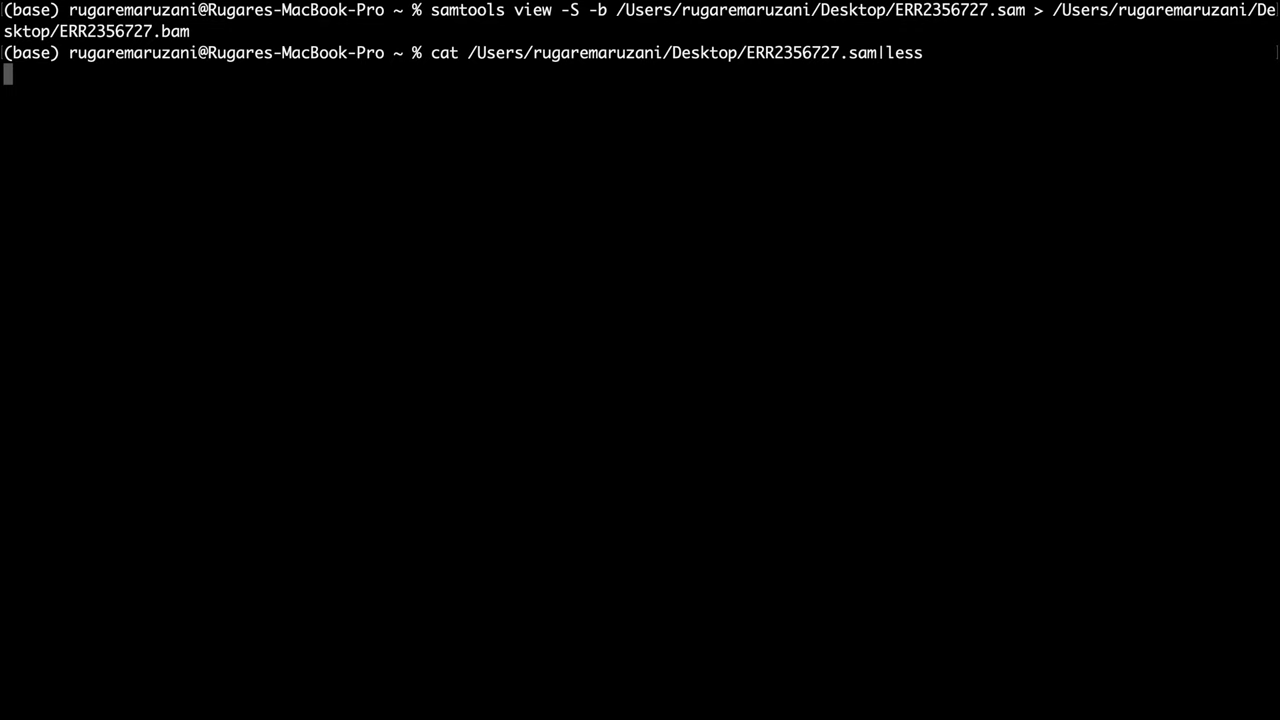 (base) rugaremaruzani@Rugares-MacBook-Pro ~ % samtools view -S -b /Users/rugaremaruzani/Desktop/ERR2356727.sam > /Users/rugaremaruzani/De
sktop/ERR2356727.bam
(base) rugaremaruzani@Rugares-MacBook-Pro ~ % cat /Users/rugaremaruzani/Desktop/ERR2356727.sam|less